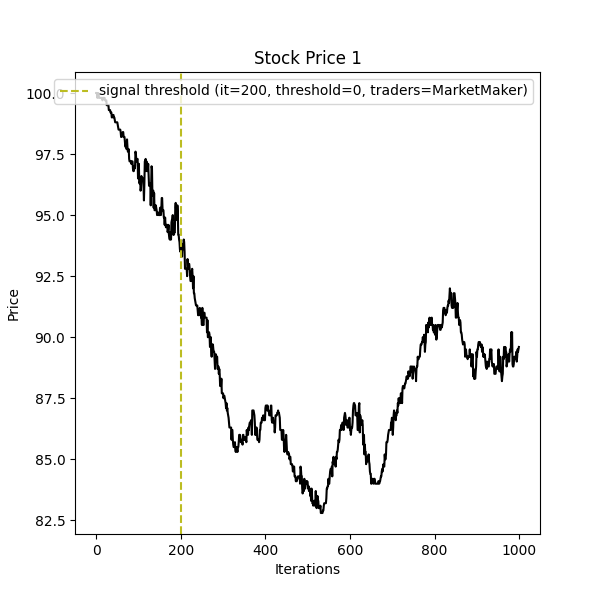 Stock Price 1
signal threshold (it=200, threshold=0, traders=MarketMaker)
100.0
97.5
95.0
92.5
90.0
87.5
85.0
82.5
Price
0 200 400 600 800 1000
Iterations